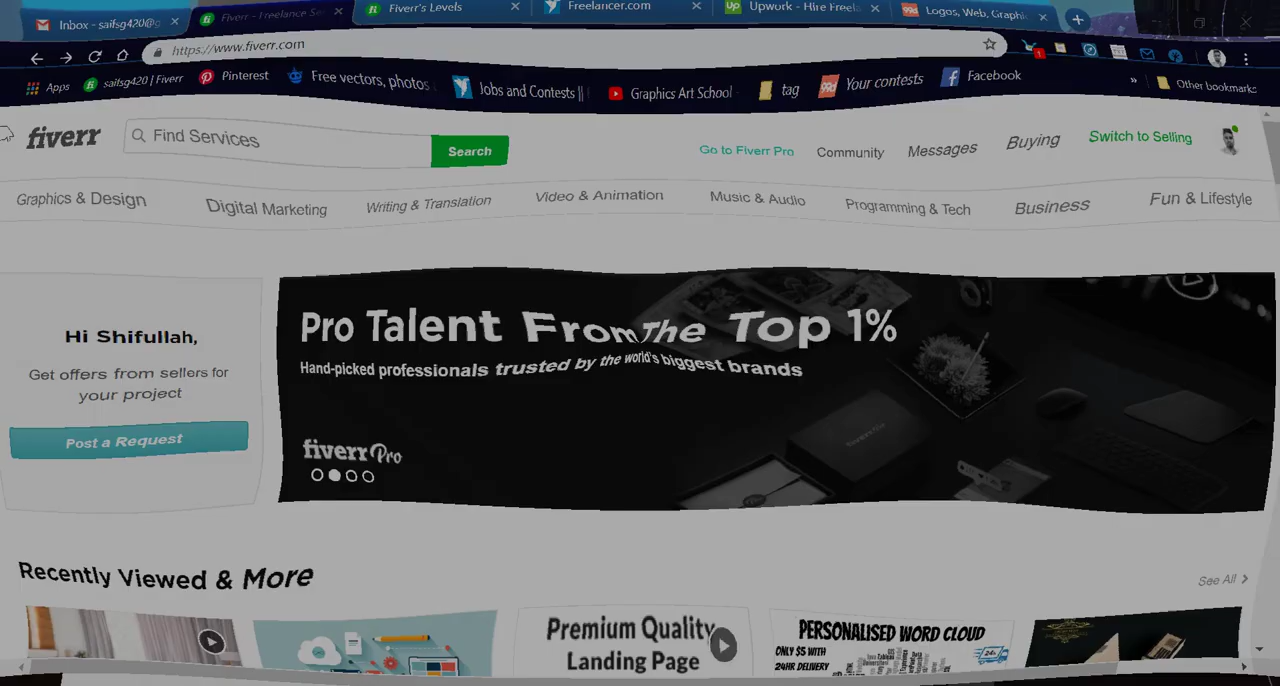 Inbox - saifsg420@g
Fiverr - Freelance Se
Fiverr's Levels
Freelancer.com
Upwork - Hire Freela
Logos, Web, Graphic
https://www.fiverr.com
1
Apps
saifsg420 | Fiverr
Pinterest
Free vectors, photos
Jobs and Contests ||
Graphics Art School
tag
Your contests
Facebook
»
Other bookmarks
fiverr
Find Services
Search
Go to Fiverr Pro
Community
Messages
Buying
Switch to Selling
Graphics & Design
Digital Marketing
Writing & Translation
Video & Animation
Music & Audio
Programming & Tech
Business
Fun & Lifestyle
Hi Shifullah,
Get offers from sellers for
your project
Post a Request
Pro Talent From The Top 1%
Hand-picked professionals trusted by the world's biggest brands
fiverr Pro
Recently Viewed & More
See All
Premium Quality
Landing Page
PERSONALISED WORD CLOUD
ONLY $5 WITH
24HR DELIVERY